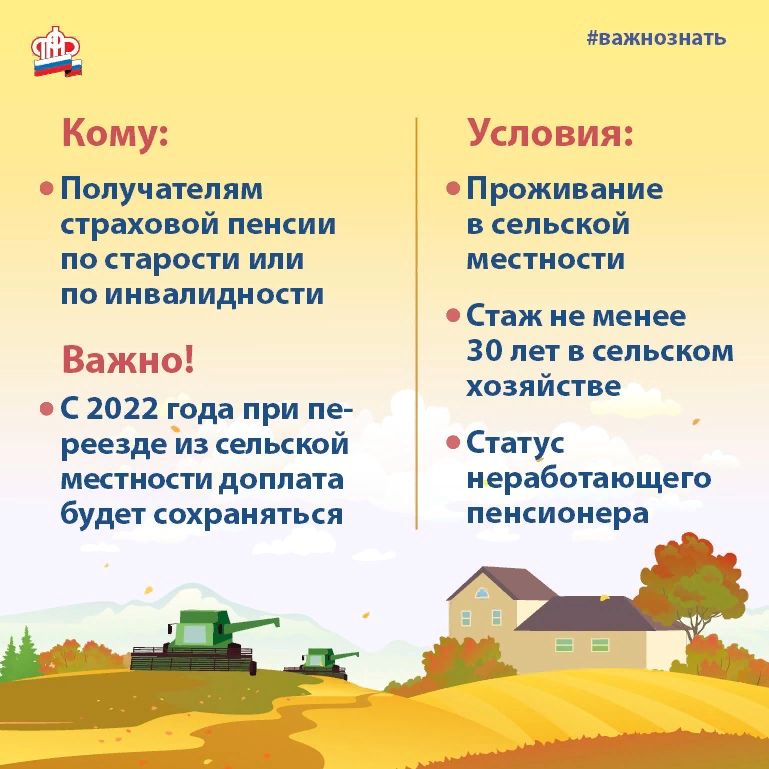 #важнознать
Кому:
• Получателям
страховой пенсии
по старости или
по инвалидности
Важно!
• С 2022 года при пе-
реезде из сельской
местности доплата
будет сохраняться
Условия:
• Проживание
в сельской
местности
• Стаж не менее
30 лет в сельском
хозяйстве
• Статус
неработающего
пенсионера